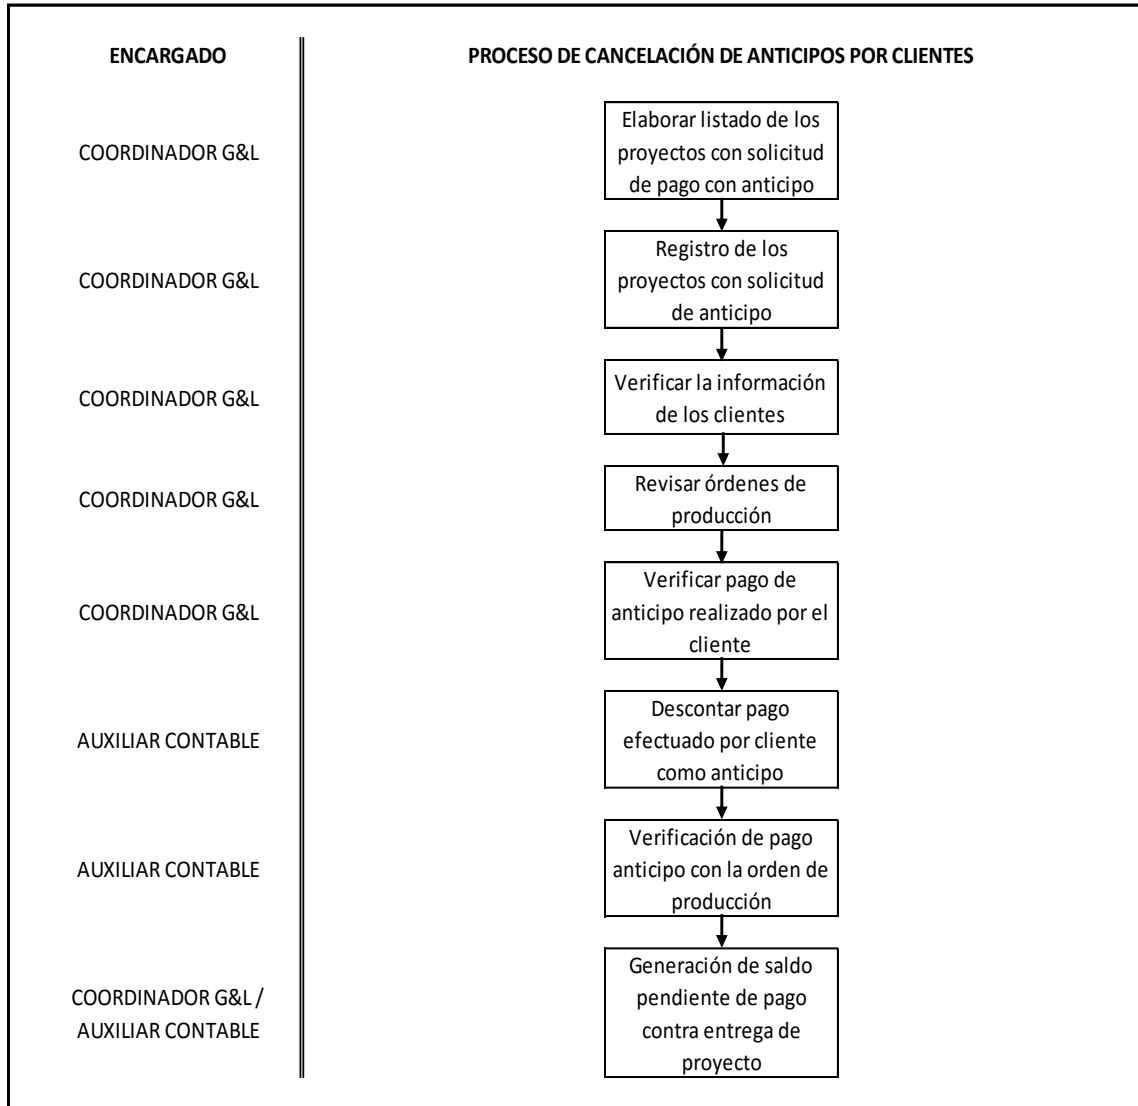 ENCARGADO
PROCESO DE CANCELACIÓN DE ANTICIPOS POR CLIENTES
COORDINADOR G&L
Elaborar listado de los
proyectos con solicitud
de pago con anticipo
COORDINADOR G&L
Registro de los
proyectos con solicitud
de anticipo
COORDINADOR G&L
Verificar la información
de los clientes
COORDINADOR G&L
Revisar órdenes de
producción
COORDINADOR G&L
Verificar pago de
anticipo realizado por el
cliente
AUXILIAR CONTABLE
Descontar pago
efectuado por cliente
como anticipo
AUXILIAR CONTABLE
Verificación de pago
anticipo con la orden de
producción
COORDINADOR G&L /
AUXILIAR CONTABLE
Generación de saldo
pendiente de pago
contra entrega de
proyecto